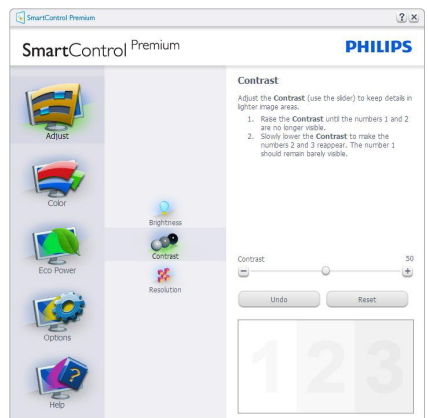 SmartControl Premium
SmartControl Premium
PHILIPS
Adjust
Color
Eco Power
Options
Help
Brightness
Contrast
Resolution
Contrast
Adjust the Contrast (use the slider) to keep details in
lighter image areas.
1. Raise the Contrast until the numbers 1 and 2
are no longer visible.
2. Slowly lower the Contrast to make the
numbers 2 and 3 reappear. The number 1
should remain barely visible.
Contrast 50
Undo Reset
1 2 3